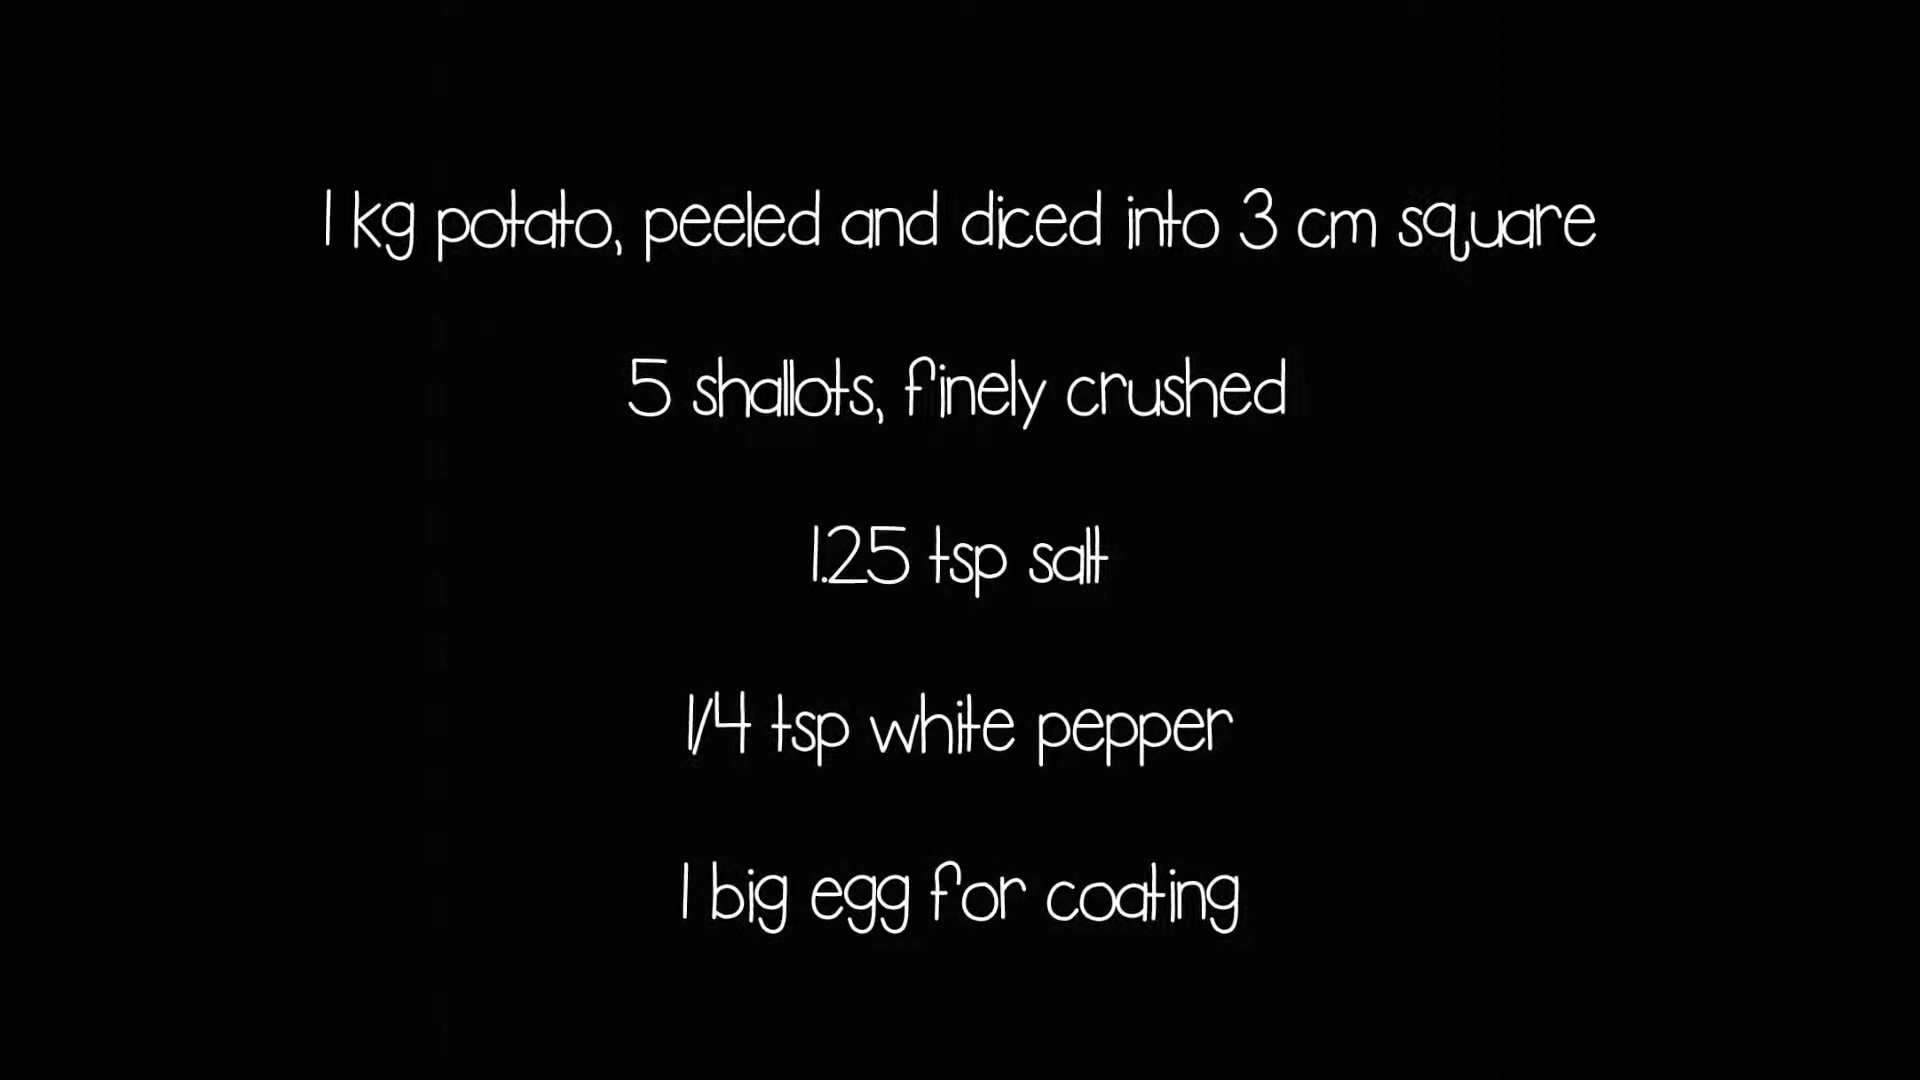 1 kg potato, peeled and diced into 3 cm square
5 shallots, finely crushed
1.25 tsp salt
1/4 tsp white pepper
1 big egg for coating